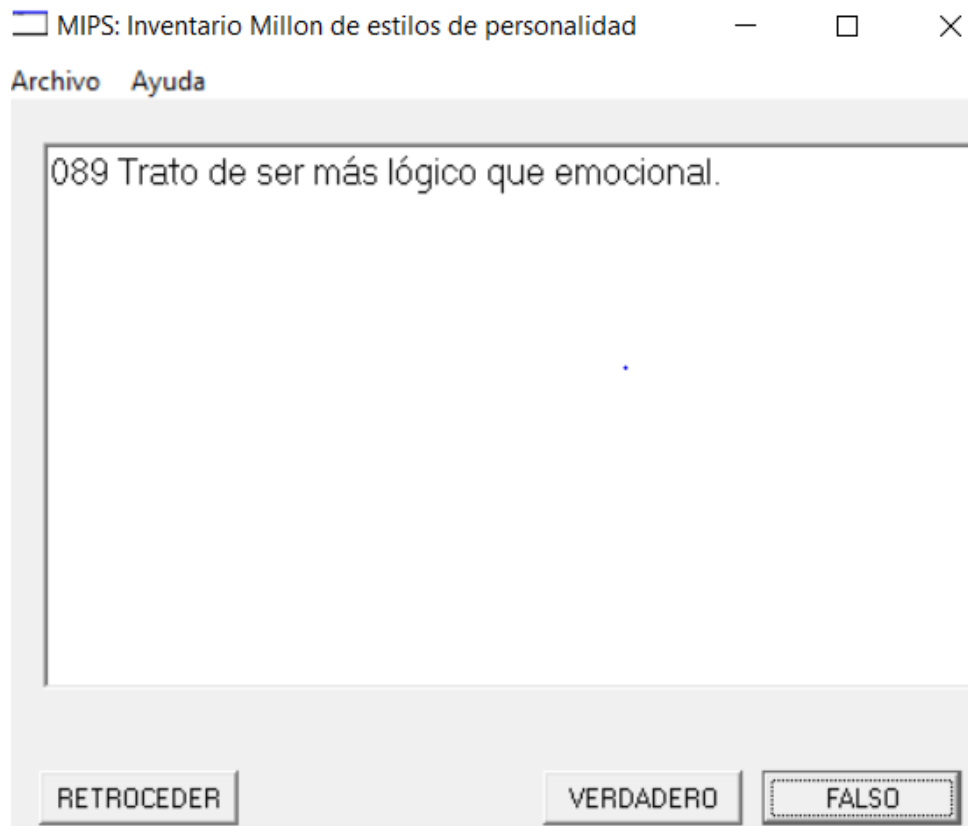 MIPS: Inventario Millon de estilos de personalidad
Archivo Ayuda
089 Trato de ser más lógico que emocional.
RETROCEDER VERDADERO FALSO